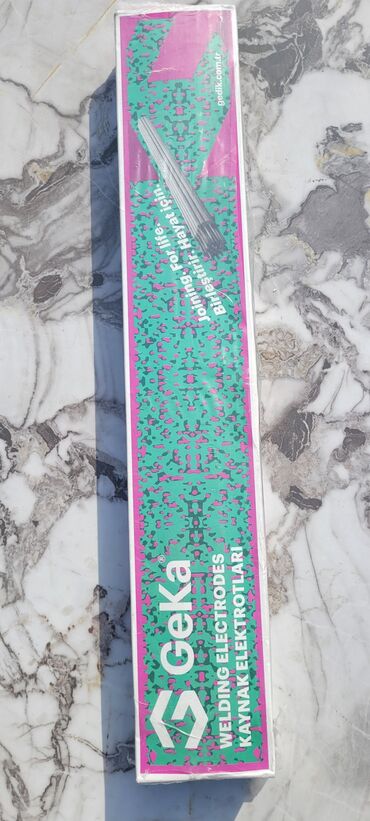 GeKa®
WELDING ELECTRODES
KAYNAK ELEKTROTLARI
Joining. For life.
Birleştirir. Hayat için.
gedik.com.tr